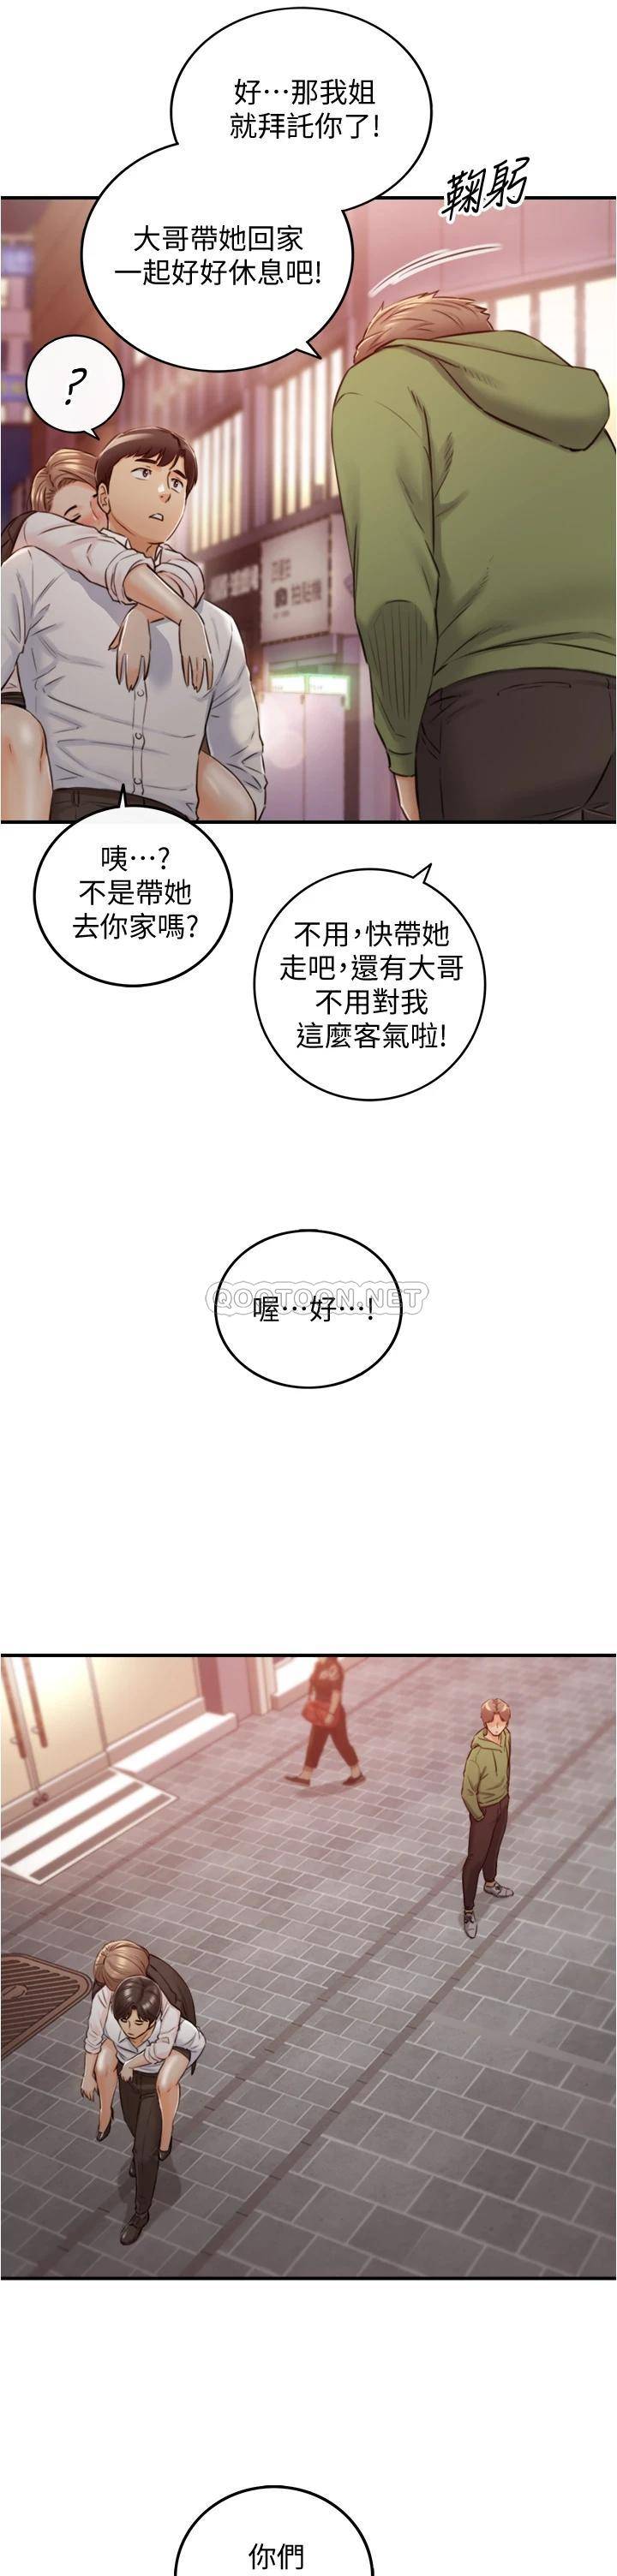 好⋯那我姐
就拜託你了!
鞠躬
大哥帶她回家
一起好好休息吧!
?
咦⋯?
不是帶她
去你家嗎?
不用,快帶她
走吧,還有大哥
不用對我
這麼客氣啦!
QOOTOON.NET
喔⋯好⋯!
你們